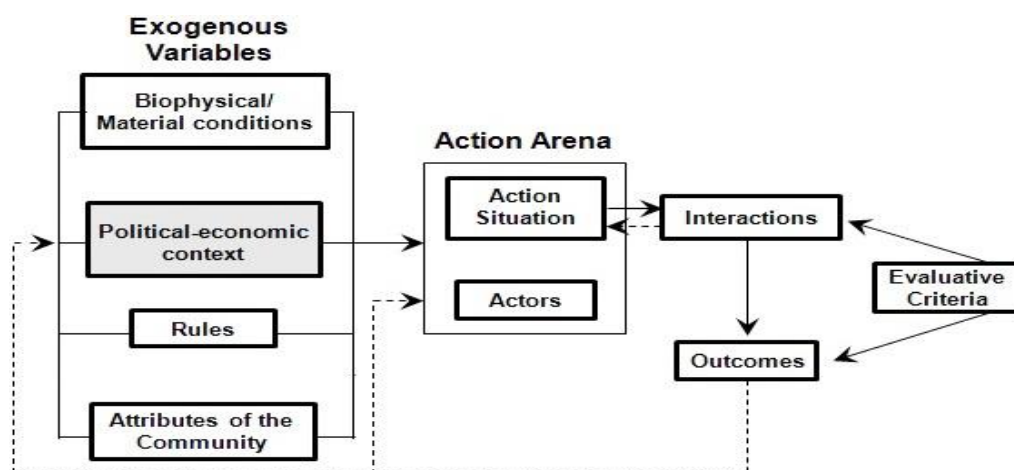 Exogenous
Variables
Biophysical/
Material conditions
Political-economic
context
Rules
Attributes of the
Community
Action Arena
Action
Situation
Actors
Interactions
Outcomes
Evaluative
Criteria